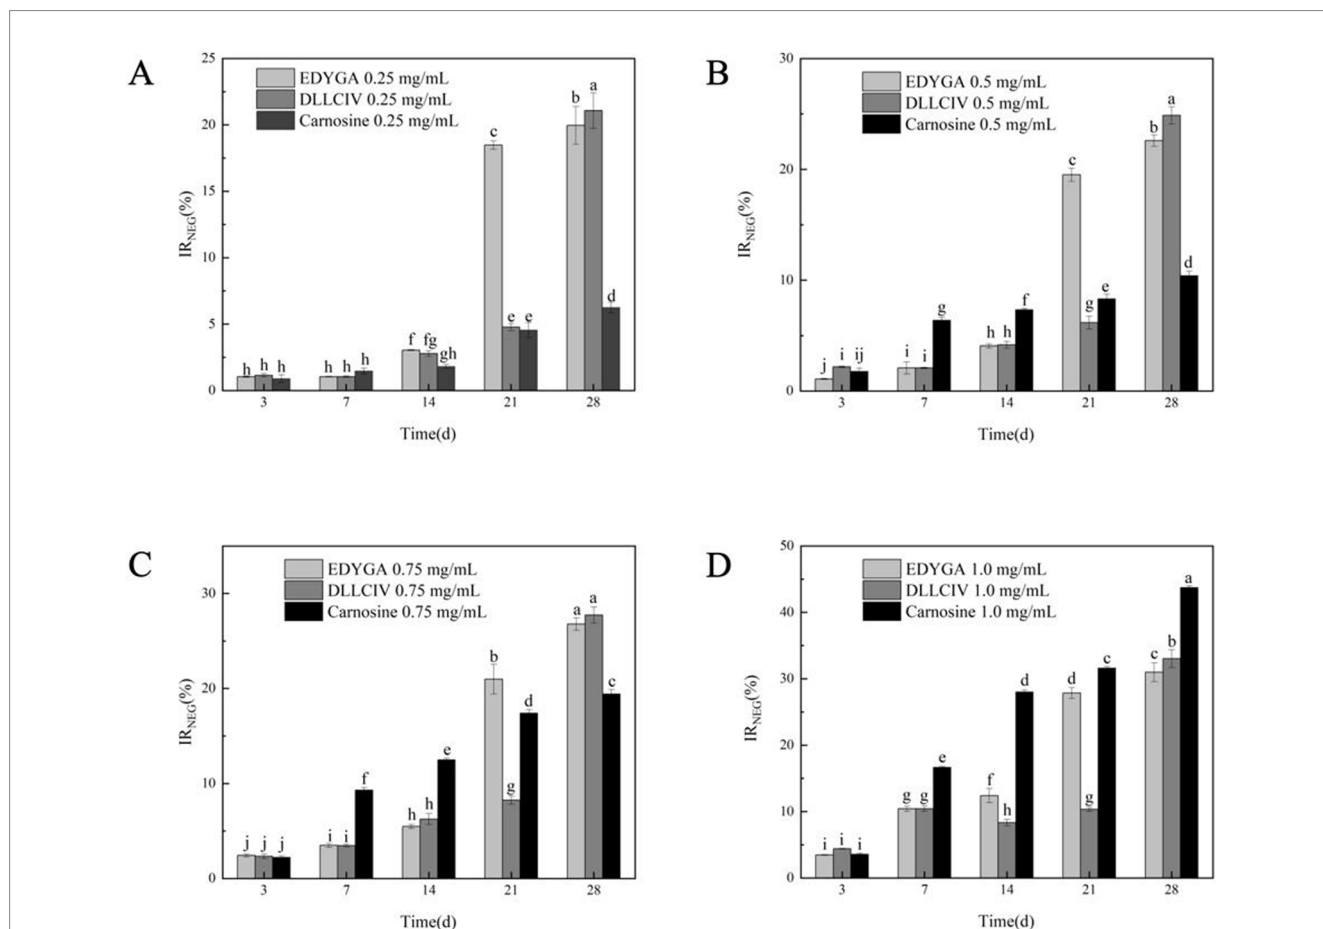 A
EDYGA 0.25 mg/mL
DLLCIV 0.25 mg/mL
Carnosine 0.25 mg/mL
25
20
15
10
5
0
IR_NEG(%)
h h h
h h h
f fg gh
c e e
b a d
3 7 14 21 28
Time(d)
B
EDYGA 0.5 mg/mL
DLLCIV 0.5 mg/mL
Carnosine 0.5 mg/mL
30
20
10
0
IR_NEG(%)
j i ij
i i g
h h f
c g e
b a d
3 7 14 21 28
Time(d)
C
EDYGA 0.75 mg/mL
DLLCIV 0.75 mg/mL
Carnosine 0.75 mg/mL
30
20
10
0
IR_NEG(%)
j j j
i i f
h h e
b g d
a a c
3 7 14 21 28
Time(d)
D
EDYGA 1.0 mg/mL
DLLCIV 1.0 mg/mL
Carnosine 1.0 mg/mL
50
40
30
20
10
0
IR_NEG(%)
i i i
g g e
f h d
d g c
c b a
3 7 14 21 28
Time(d)